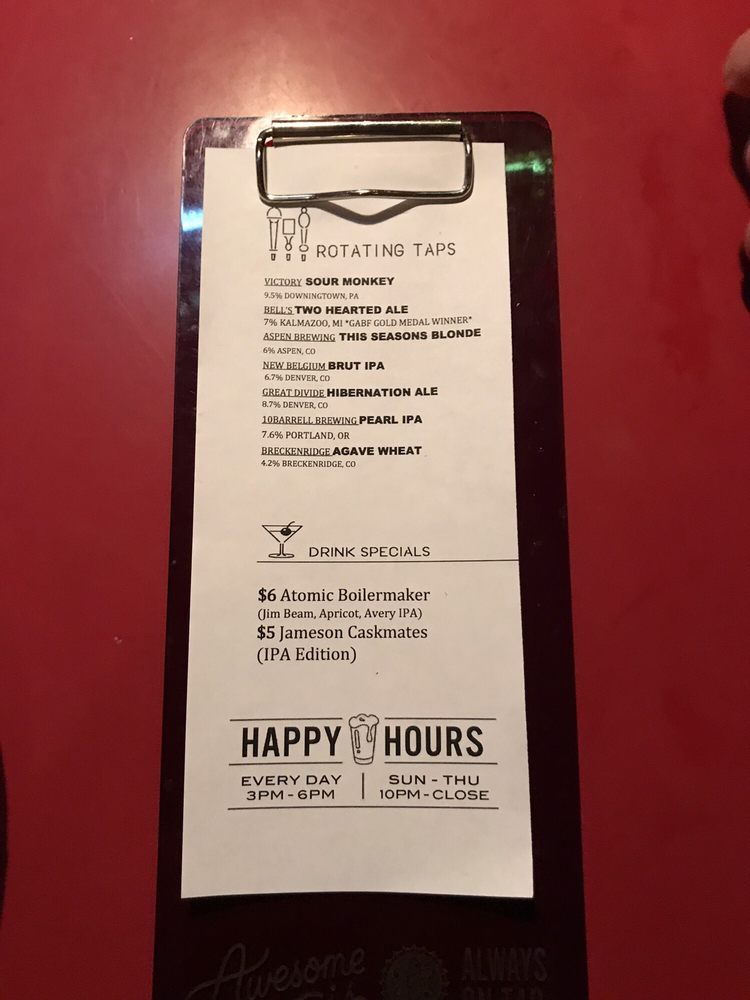 ROTATING TAPS
VICTORY SOUR MONKEY
9.5% DOWNINGTOWN, PA
BELL'S TWO HEARTED ALE
7% KALMAZOO, MI *GABF GOLD MEDAL WINNER*
ASPEN BREWING THIS SEASONS BLONDE
6% ASPEN, CO
NEW BELGIUM BRUT IPA
6.7% DENVER, CO
GREAT DIVIDE HIBERNATION ALE
8.7% DENVER, CO
10BARRELL BREWING PEARL IPA
7.6% PORTLAND, OR
BRECKENRIDGE AGAVE WHEAT
4.2% BRECKENRIDGE, CO
DRINK SPECIALS
$6 Atomic Boilermaker
(Jim Beam, Apricot, Avery IPA)
$5 Jameson Caskmates
(IPA Edition)
HAPPY HOURS
EVERY DAY
3PM - 6PM
SUN - THU
10PM - CLOSE
Awesome
ALWAYS
ON TAP